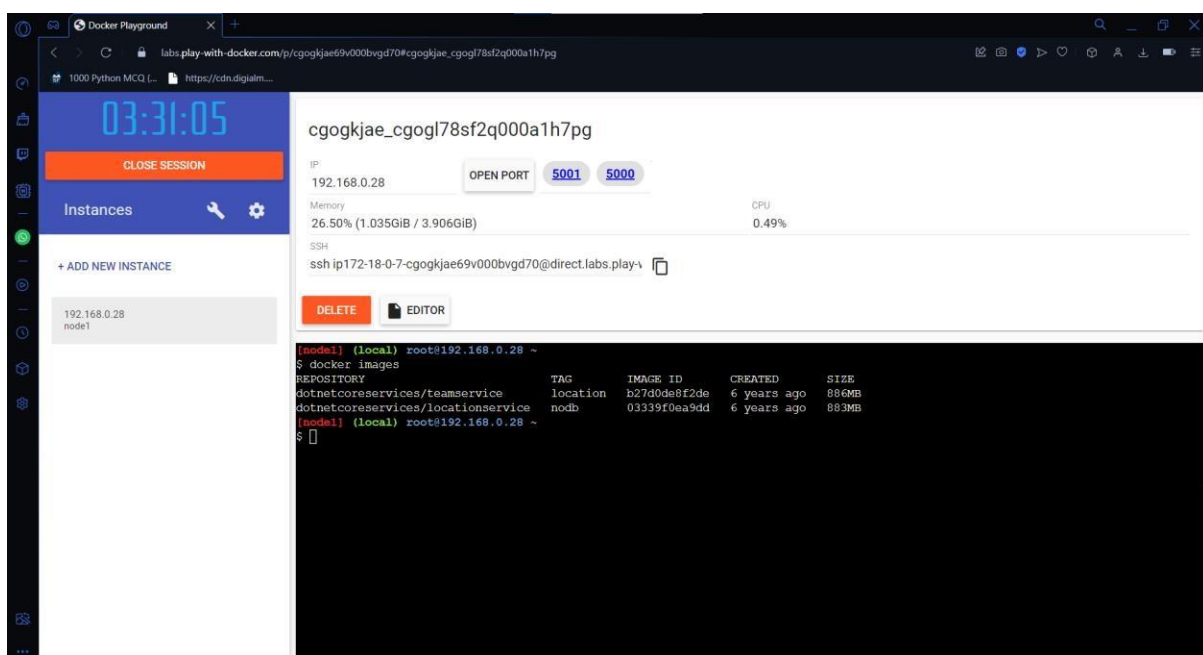 Docker Playground
labs.play-with-docker.com/p/cgogkjae69v000bvgd70#cgogkjae_cgogl78sf2q000a1h7pg
1000 Python MCQ (...
https://cdn.digialm....
03:31:05
CLOSE SESSION
Instances
+ ADD NEW INSTANCE
192.168.0.28
node1
cgogkjae_cgogl78sf2q000a1h7pg
IP
192.168.0.28
OPEN PORT
5001
5000
Memory
26.50% (1.035GiB / 3.906GiB)
CPU
0.49%
SSH
ssh ip172-18-0-7-cgogkjae69v000bvgd70@direct.labs.play-
DELETE
EDITOR
[node1] (local) root@192.168.0.28 ~
$ docker images
REPOSITORY TAG IMAGE ID CREATED SIZE
dotnetcoreservices/teamservice location b27d0de8f2de 6 years ago 886MB
dotnetcoreservices/locationservice nodb 03339f0ea9dd 6 years ago 883MB
[node1] (local) root@192.168.0.28 ~
$